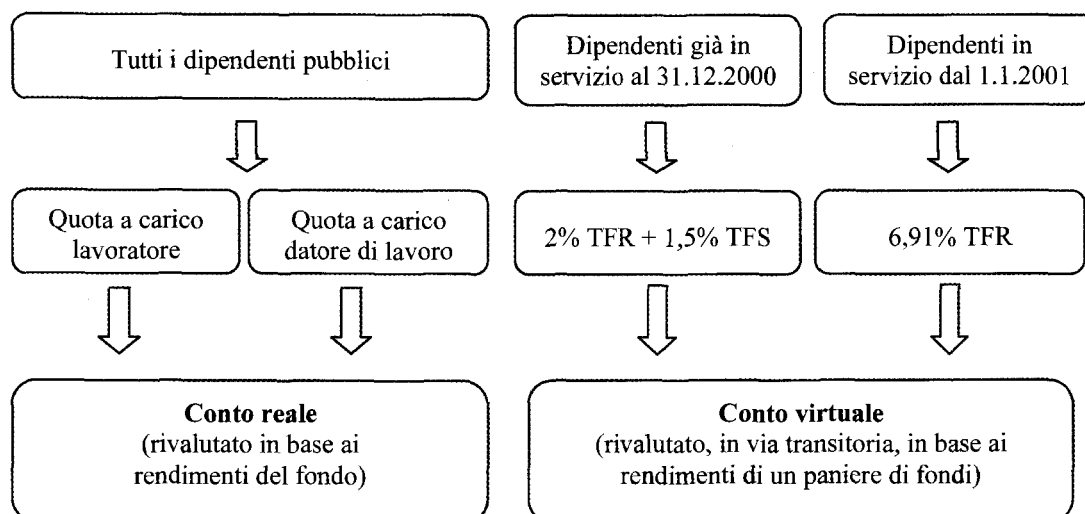 Tutti i dipendenti pubblici
Dipendenti già in
servizio al 31.12.2000
Dipendenti in
servizio dal 1.1.2001
Quota a carico
lavoratore
Quota a carico
datore di lavoro
2% TFR + 1,5% TFS
6,91% TFR
Conto reale
(rivalutato in base ai
rendimenti del fondo)
Conto virtuale
(rivalutato, in via transitoria, in base ai
rendimenti di un paniere di fondi)